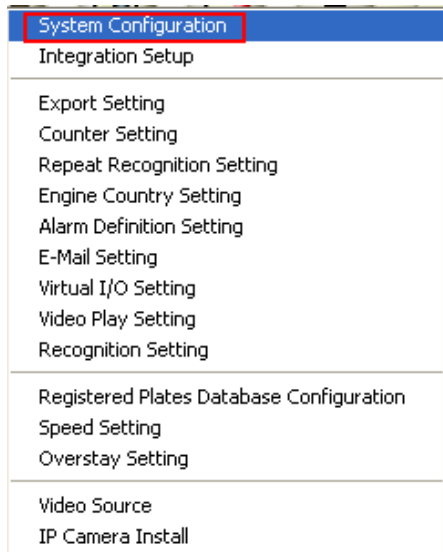 System Configuration
Integration Setup
Export Setting
Counter Setting
Repeat Recognition Setting
Engine Country Setting
Alarm Definition Setting
E-Mail Setting
Virtual I/O Setting
Video Play Setting
Recognition Setting
Registered Plates Database Configuration
Speed Setting
Overstay Setting
Video Source
IP Camera Install